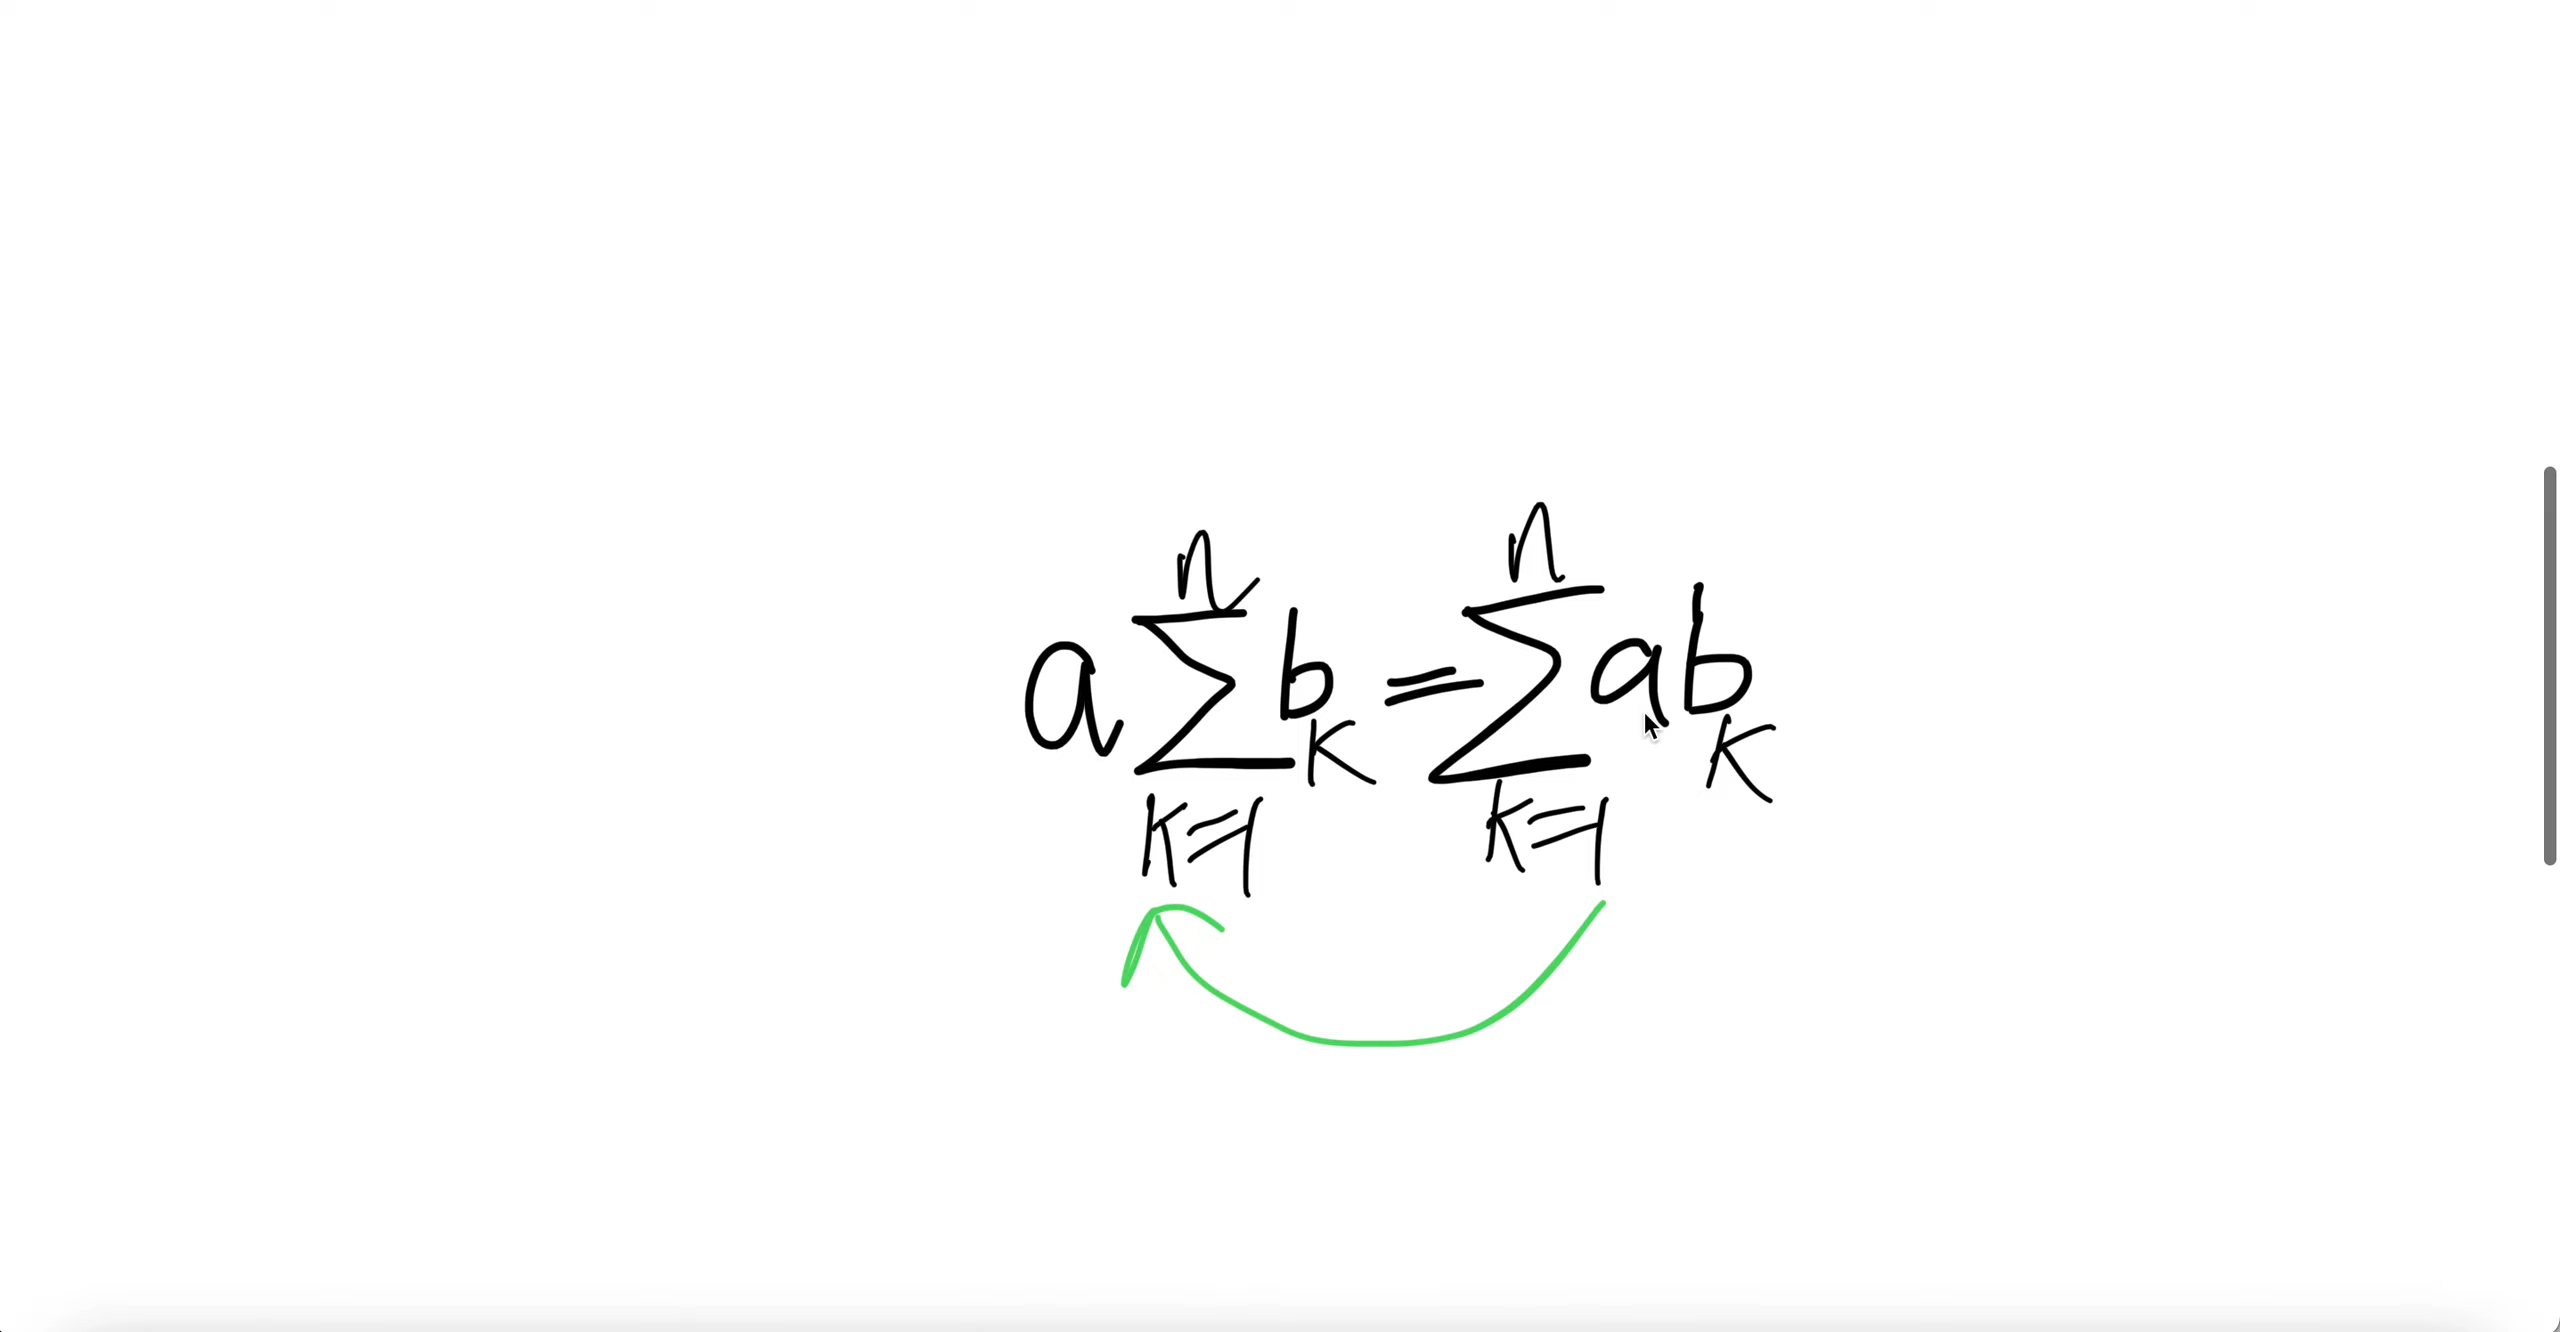 a∑_{k=1}^{n} b_k = ∑_{k=1}^{n} ab_k